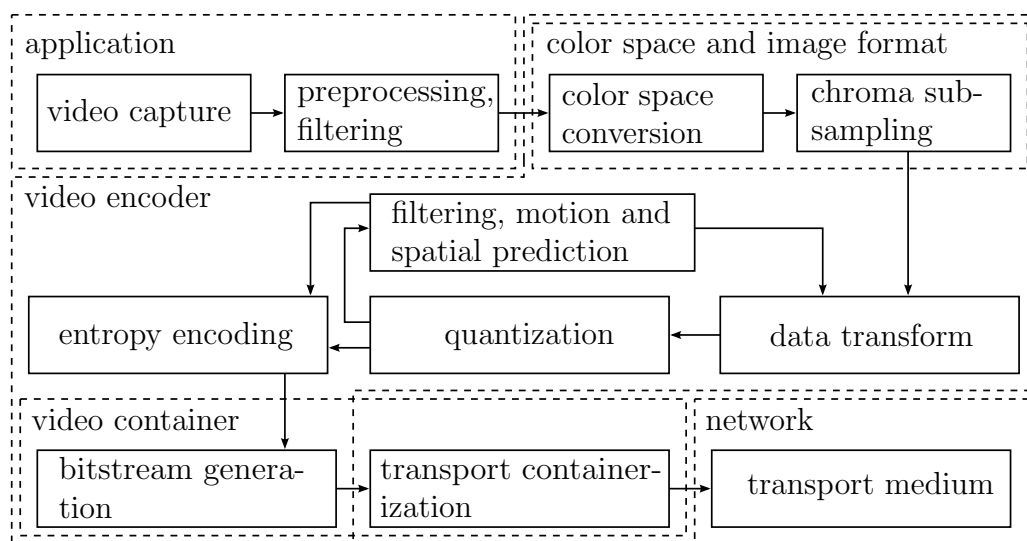 application
video capture
preprocessing,
filtering
color space and image format
color space
conversion
chroma sub-
sampling
video encoder
filtering, motion and
spatial prediction
entropy encoding
quantization
data transform
video container
bitstream genera-
tion
transport container-
ization
network
transport medium